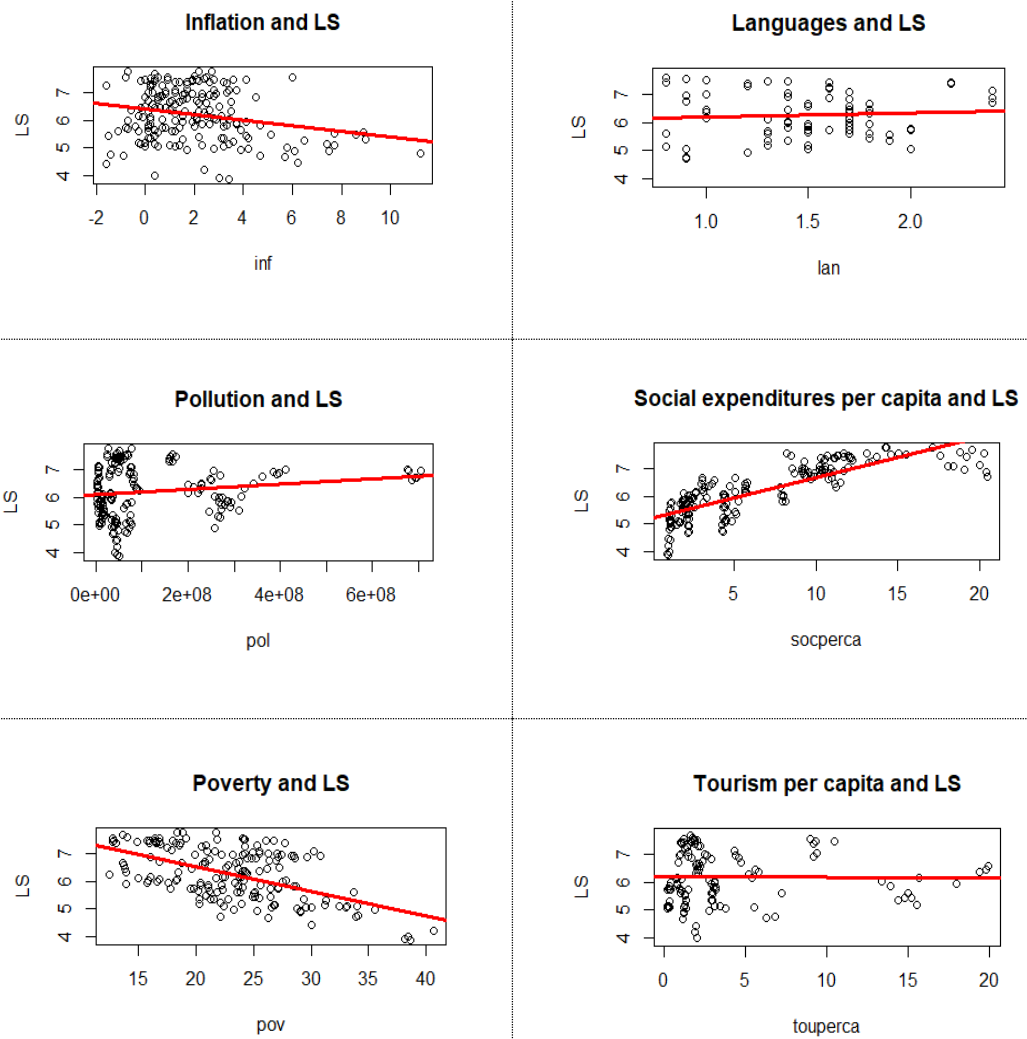 Inflation and LS
LS
4 5 6 7
-2 0 2 4 6 8 10
inf
Languages and LS
LS
4 5 6 7
1.0 1.5 2.0
lan
Pollution and LS
LS
4 5 6 7
0e+00 2e+08 4e+08 6e+08
pol
Social expenditures per capita and LS
LS
4 5 6 7
5 10 15 20
socperca
Poverty and LS
LS
4 5 6 7
15 20 25 30 35 40
pov
Tourism per capita and LS
LS
4 5 6 7
0 5 10 15 20
touperca